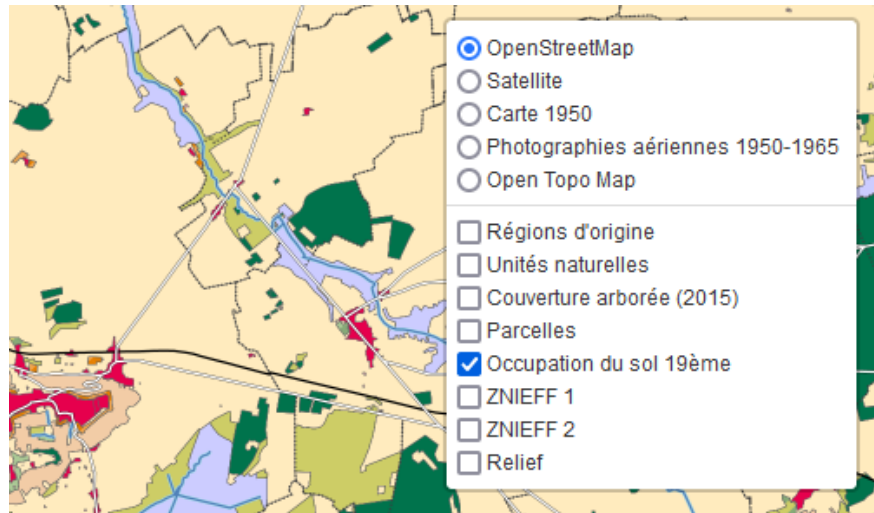 OpenStreetMap
Satellite
Carte 1950
Photographies aériennes 1950-1965
Open Topo Map
Régions d'origine
Unités naturelles
Couverture arborée (2015)
Parcelles
Occupation du sol 19ème
ZNIEFF 1
ZNIEFF 2
Relief